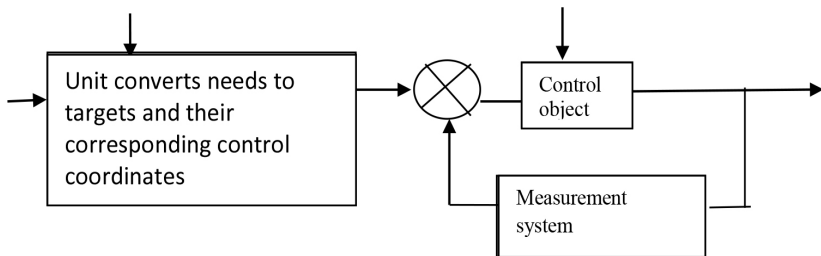 Unit converts needs to
targets and their
corresponding control
coordinates
Control
object
Measurement
system